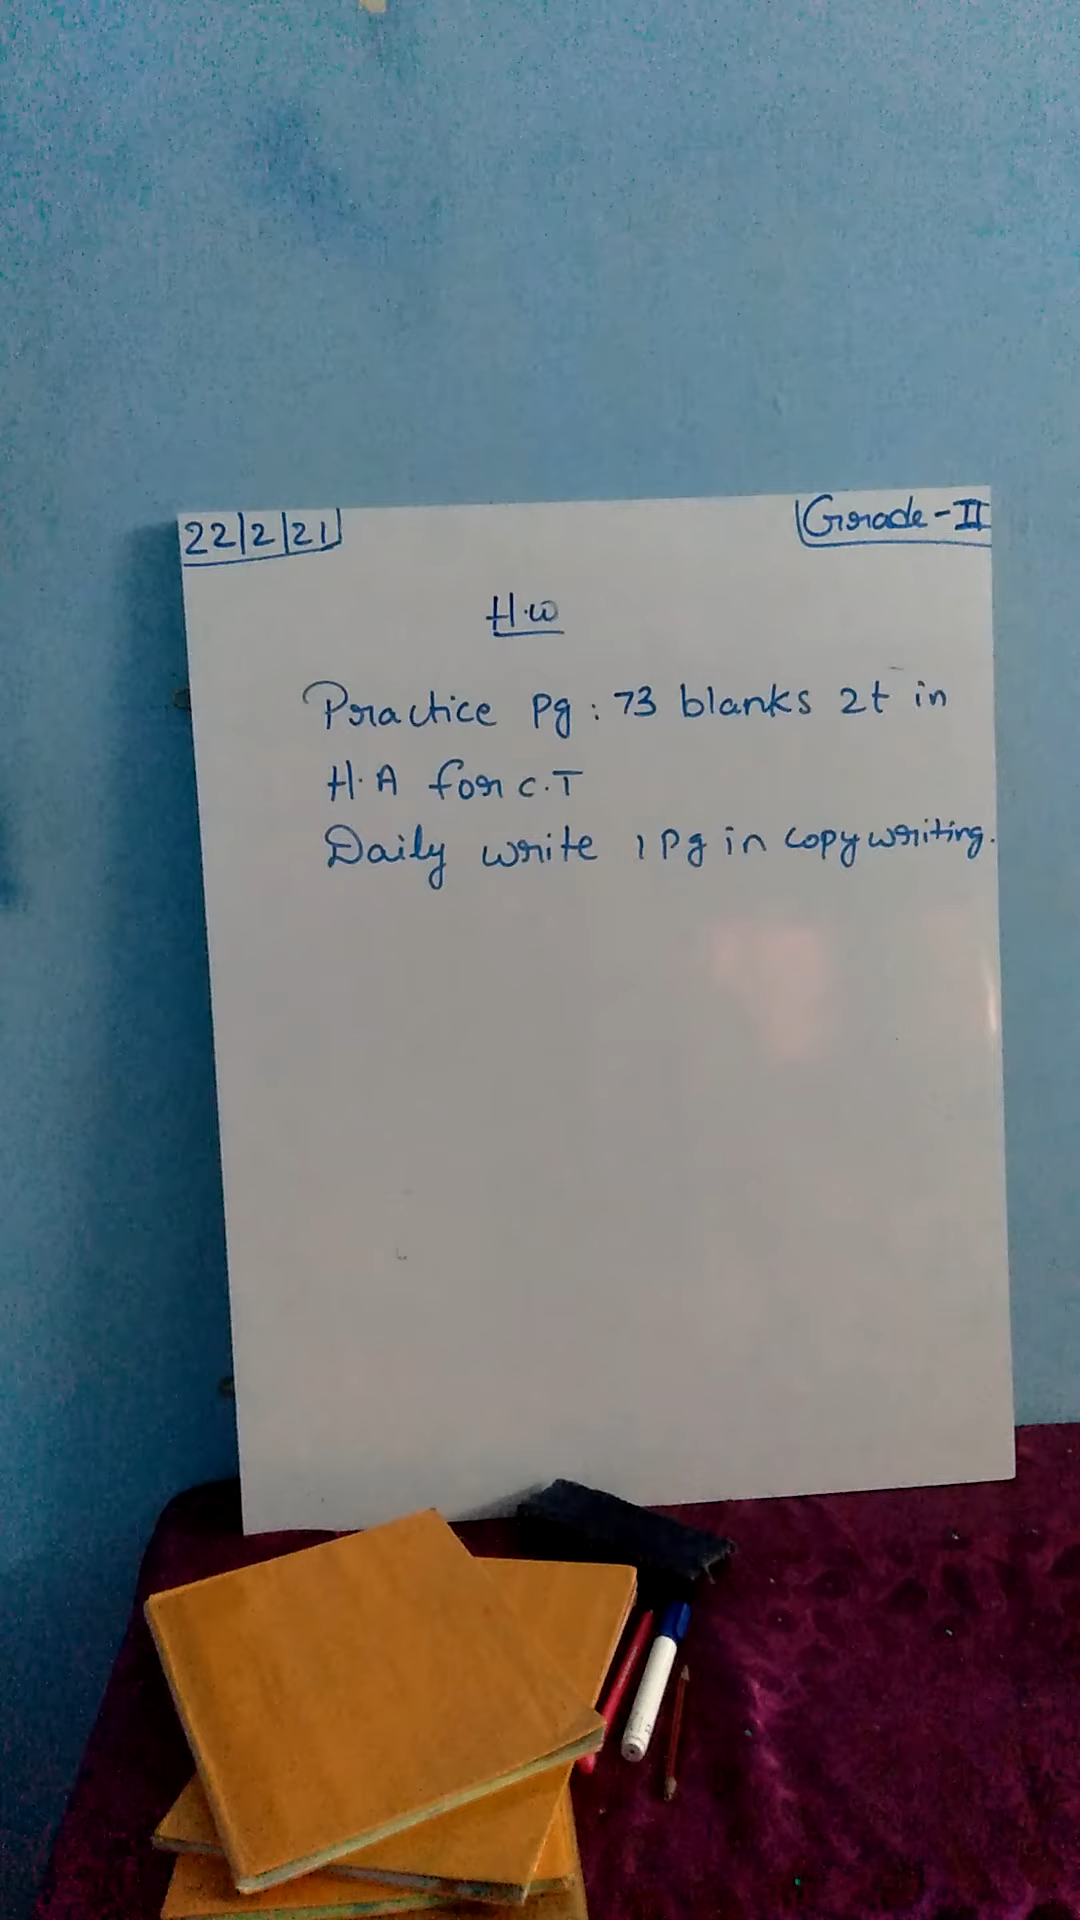 22/2/21
Grade-II
H.W
Practice Pg: 73 blanks 2t in
H.A for C.T
Daily write 1 Pg in copywriting.